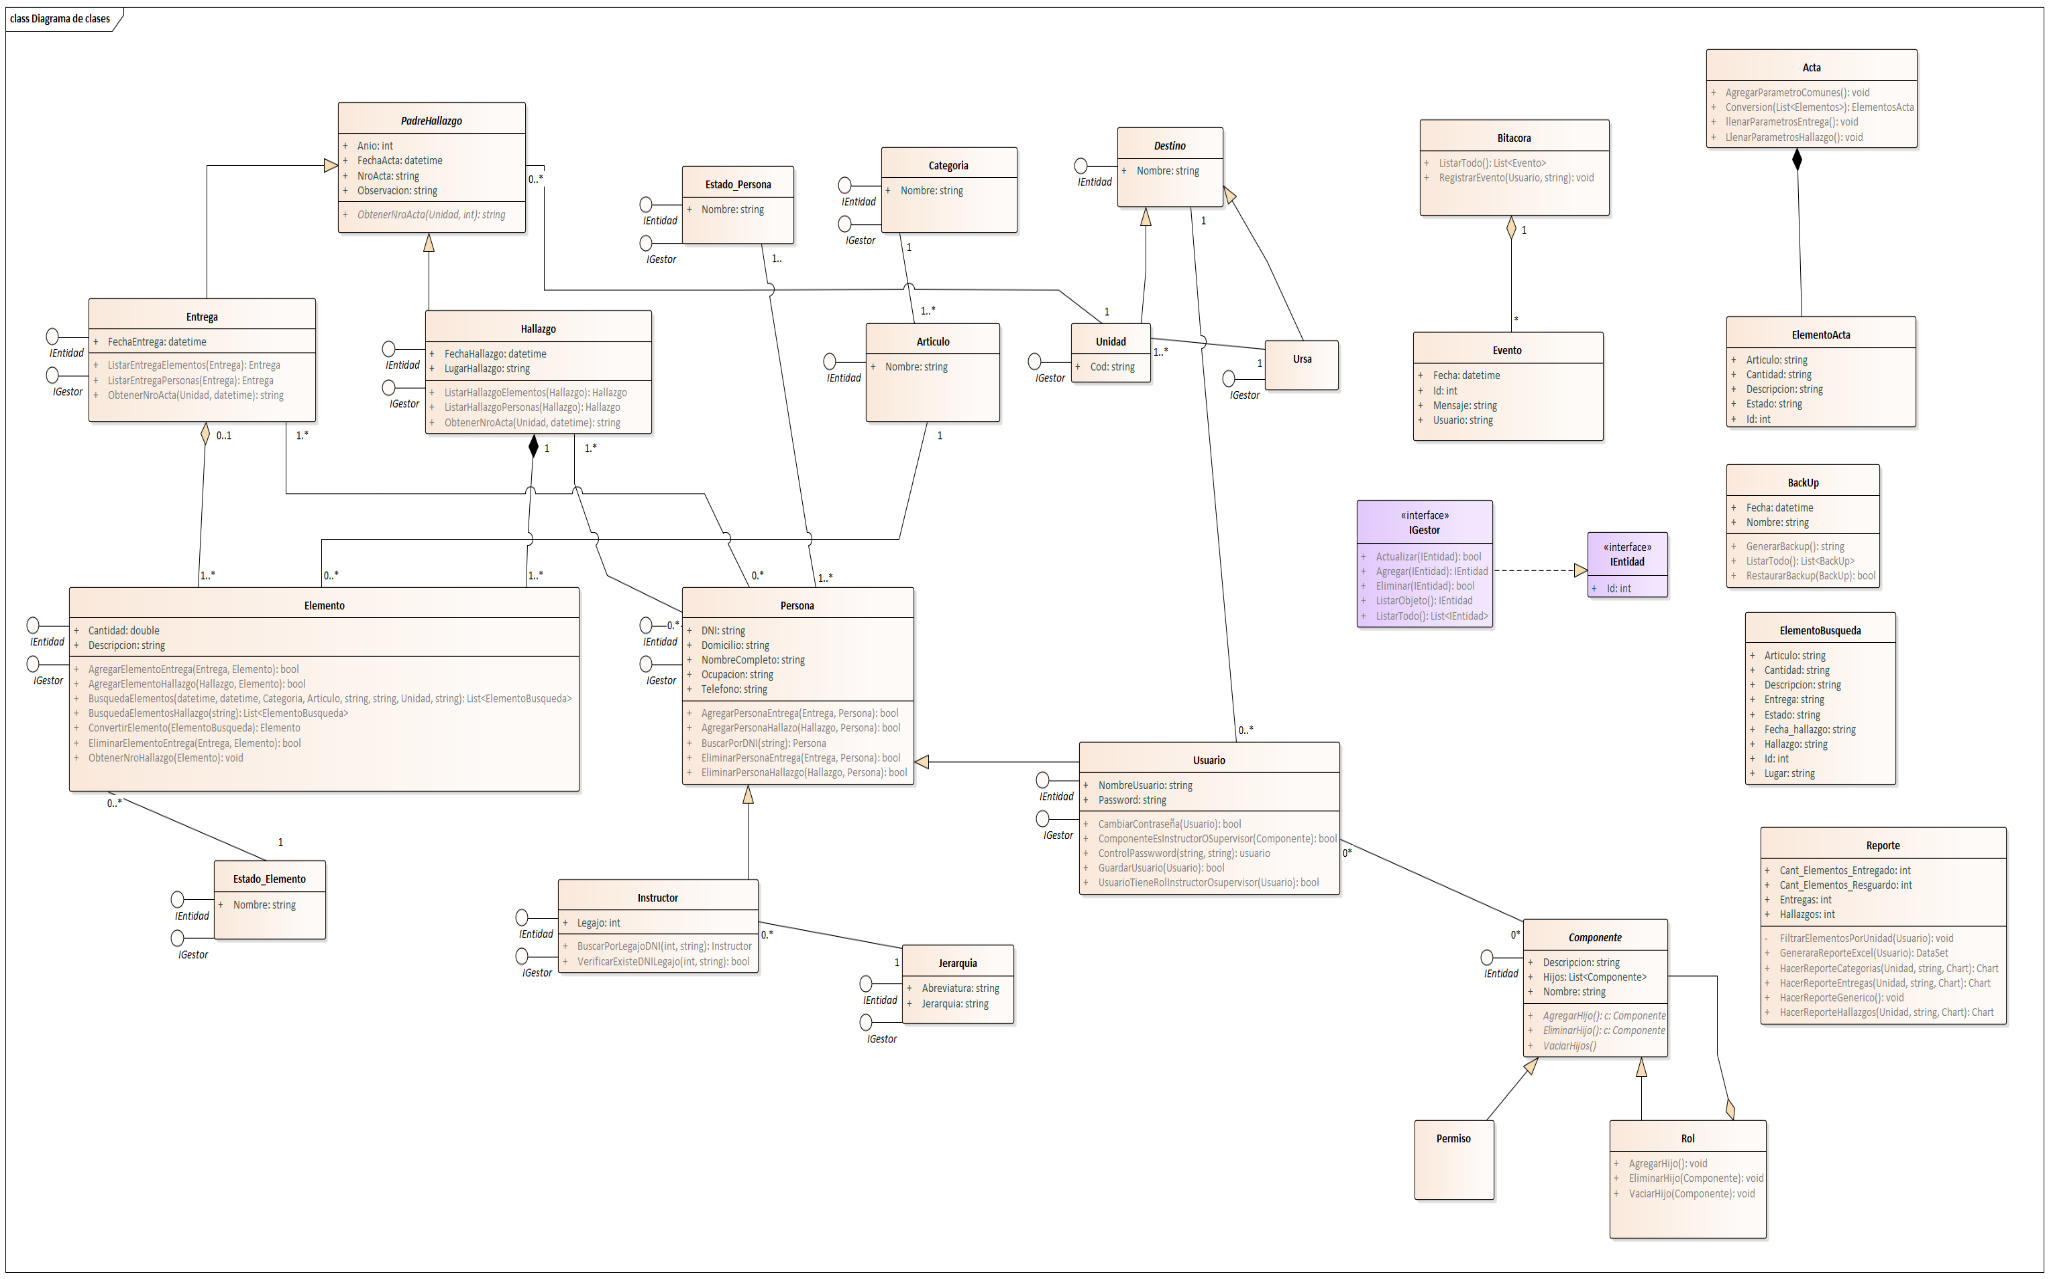 class Diagrama de clases
PadreHallazgo
+ Anio: int
+ FechaActa: datetime
+ NroActa: string
+ Observacion: string
+ ObtenerNroActa(Unidad, int): string
0..*
Estado_Persona
+ Nombre: string
IEntidad
IGestor
1..
Categoria
+ Nombre: string
IEntidad
IGestor
1
Destino
+ Nombre: string
IEntidad
1
Bitacora
+ ListarTodo(): List<Evento>
+ RegistrarEvento(Usuario, string): void
1
*
Acta
+ AgregarParametroComunes(): void
+ Conversion(List<Elementos>): ElementosActa
+ llenarParametrosEntrega(): void
+ LlenarParametrosHallazgo(): void
Entrega
+ FechaEntrega: datetime
+ ListarEntregaElementos(Entrega): Entrega
+ ListarEntregaPersonas(Entrega): Entrega
+ ObtenerNroActa(Unidad, datetime): string
IEntidad
IGestor
0..1
1.*
Hallazgo
+ FechaHallazgo: datetime
+ LugarHallazgo: string
+ ListarHallazgoElementos(Hallazgo): Hallazgo
+ ListarHallazgoPersonas(Hallazgo): Hallazgo
+ ObtenerNroActa(Unidad, datetime): string
IEntidad
IGestor
1
1.*
1..*
Articulo
+ Nombre: string
IEntidad
1
1
Unidad
+ Cod: string
IGestor
1..*
1
Ursa
IGestor
Evento
+ Fecha: datetime
+ Id: int
+ Mensaje: string
+ Usuario: string
ElementoActa
+ Articulo: string
+ Cantidad: string
+ Descripcion: string
+ Estado: string
+ Id: int
BackUp
+ Fecha: datetime
+ Nombre: string
+ GenerarBackup(): string
+ ListarTodo(): List<BackUp>
+ RestaurarBackup(BackUp): bool
«interface»
IGestor
+ Actualizar(IEntidad): bool
+ Agregar(IEntidad): IEntidad
+ Eliminar(IEntidad): bool
+ ListarObjeto(): IEntidad
+ ListarTodo(): List<IEntidad>
«interface»
IEntidad
+ Id: int
1..*
0..*
1..*
0.*
1..*
Elemento
+ Cantidad: double
+ Descripcion: string
+ AgregarElementoEntrega(Entrega, Elemento): bool
+ AgregarElementoHallazgo(Hallazgo, Elemento): bool
+ BusquedaElementos(datetime, datetime, Categoria, Articulo, string, string, Unidad, string): List<ElementoBusqueda>
+ BusquedaElementosHallazgo(string): List<ElementoBusqueda>
+ ConvertirElemento(ElementoBusqueda): Elemento
+ EliminarElementoEntrega(Entrega, Elemento): bool
+ ObtenerNroHallazgo(Elemento): void
IEntidad
IGestor
0..*
Persona
+ DNI: string
+ Domicilio: string
+ NombreCompleto: string
+ Ocupacion: string
+ Telefono: string
+ AgregarPersonaEntrega(Entrega, Persona): bool
+ AgregarPersonaHallazo(Hallazgo, Persona): bool
+ BuscarPorDNI(string): Persona
+ EliminarPersonaEntrega(Entrega, Persona): bool
+ EliminarPersonaHallazgo(Hallazgo, Persona): bool
0.*
IEntidad
IGestor
ElementoBusqueda
+ Articulo: string
+ Cantidad: string
+ Descripcion: string
+ Entrega: string
+ Estado: string
+ Fecha_hallazgo: string
+ Hallazgo: string
+ Id: int
+ Lugar: string
0..*
Usuario
+ NombreUsuario: string
+ Password: string
+ CambiarContraseña(Usuario): bool
+ ComponenteEsInstructorOSupervisor(Componente): bool
+ ControlPaswword(string, string): usuario
+ GuardarUsuario(Usuario): bool
+ UsuarioTieneRolInstructorOsupervisor(Usuario): bool
IEntidad
IGestor
0*
1
Estado_Elemento
+ Nombre: string
IEntidad
IGestor
Instructor
+ Legajo: int
+ BuscarPorLegajoDNI(int, string): Instructor
+ VerificarExisteDNILegajo(int, string): bool
IEntidad
IGestor
0.*
1
Jerarquia
+ Abreviatura: string
+ Jerarquia: string
IEntidad
IGestor
Reporte
+ Cant_Elementos_Entregado: int
+ Cant_Elementos_Resguardo: int
+ Entregas: int
+ Hallazgos: int
- FiltrarElementosPorUnidad(Usuario): void
+ GeneraraReporteExcel(Usuario): DataSet
+ HacerReporteCategorias(Unidad, string, Chart): Chart
+ HacerReporteEntregas(Unidad, string, Chart): Chart
+ HacerReporteGenerico(): void
+ HacerReporteHallazgos(Unidad, string, Chart): Chart
0*
Componente
+ Descripcion: string
+ Hijos: List<Componente>
+ Nombre: string
+ AgregarHijo(): c: Componente
+ EliminarHijo(): c: Componente
+ VaciarHijos()
IEntidad
Permiso
Rol
+ AgregarHijo(): void
+ EliminarHijo(Componente): void
+ VaciarHijo(Componente): void